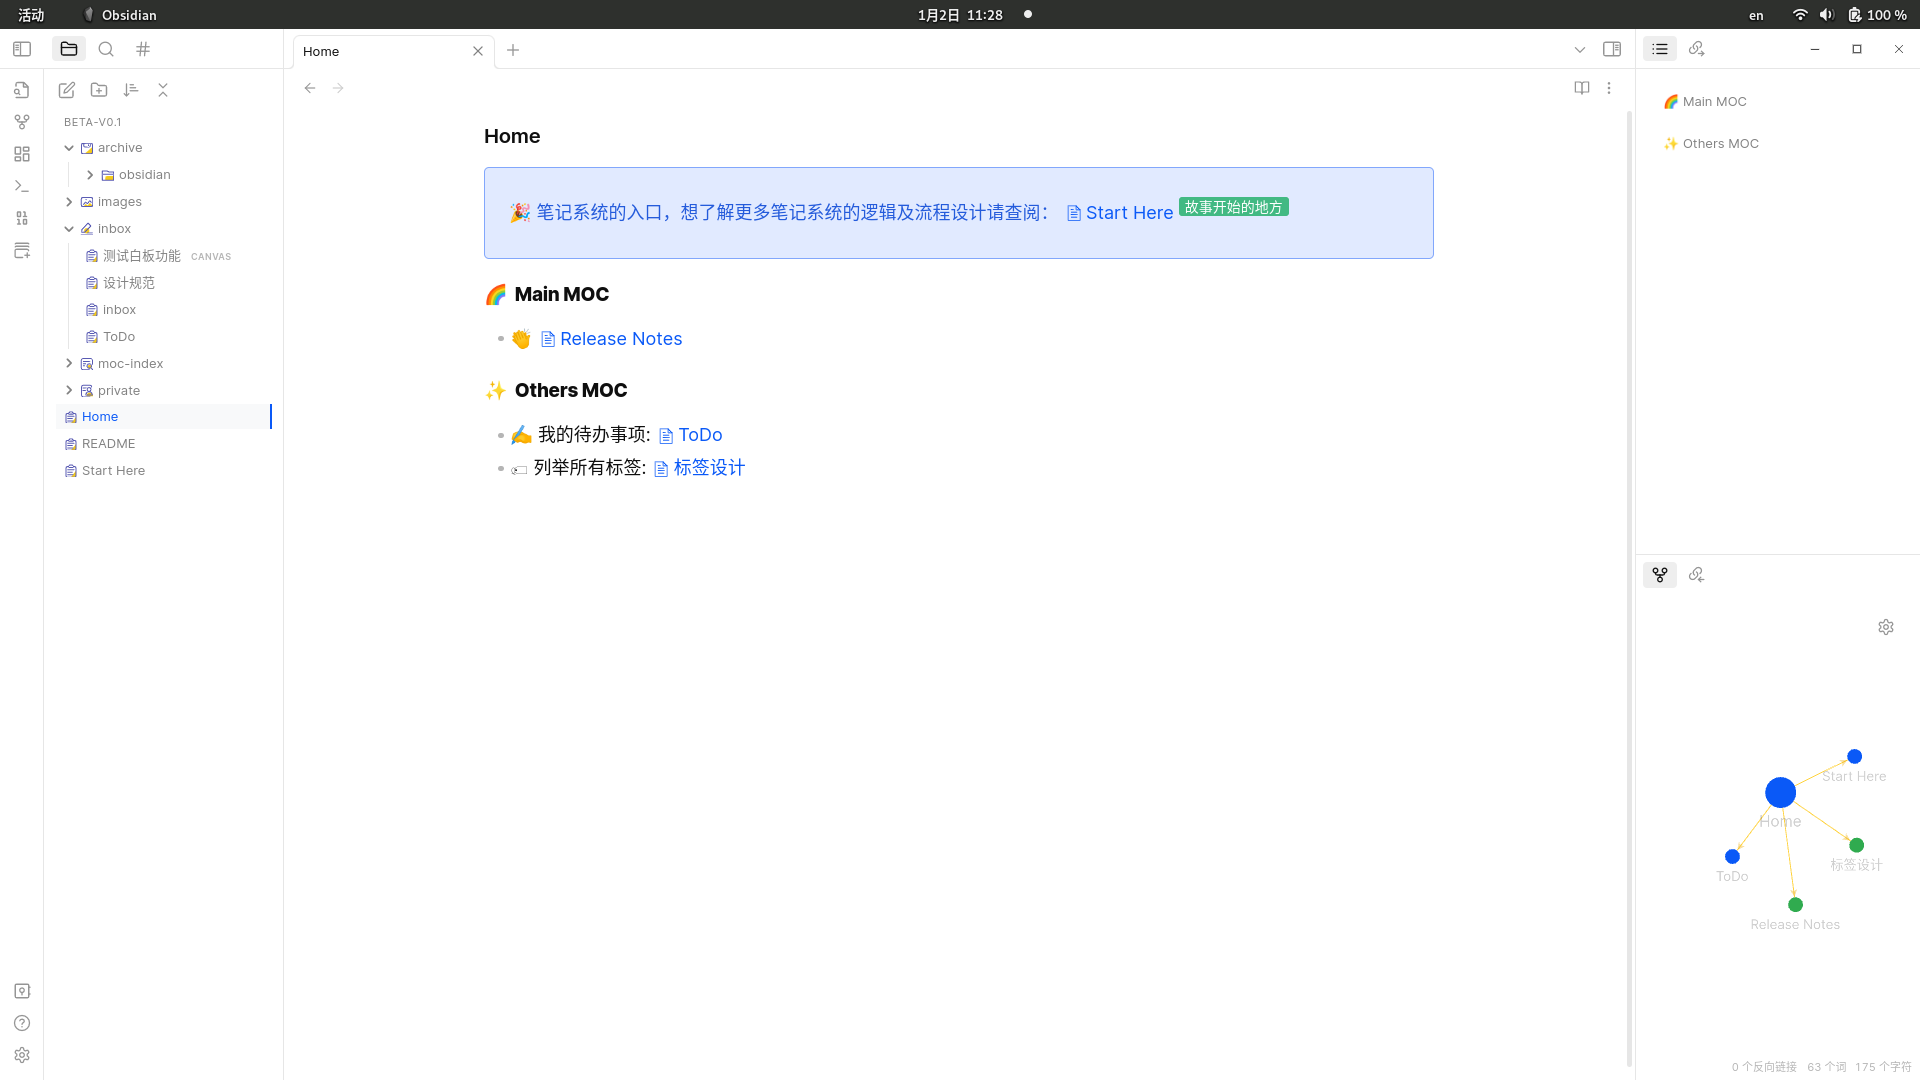 活动
Obsidian
1月2日 11:28
en
100 %
Home
BETA-V0.1
archive
obsidian
images
inbox
测试白板功能 CANVAS
设计规范
inbox
ToDo
moc-index
private
Home
README
Start Here
Home
🎉 笔记系统的入口，想了解更多笔记系统的逻辑及流程设计请查阅： Start Here 故事开始的地方
🌈 Main MOC
👏 Release Notes
✨ Others MOC
✍️ 我的待办事项: ToDo
🏷️ 列举所有标签: 标签设计
🌈 Main MOC
✨ Others MOC
Start Here
Home
标签设计
ToDo
Release Notes
0 个反向链接 63 个词 175 个字符